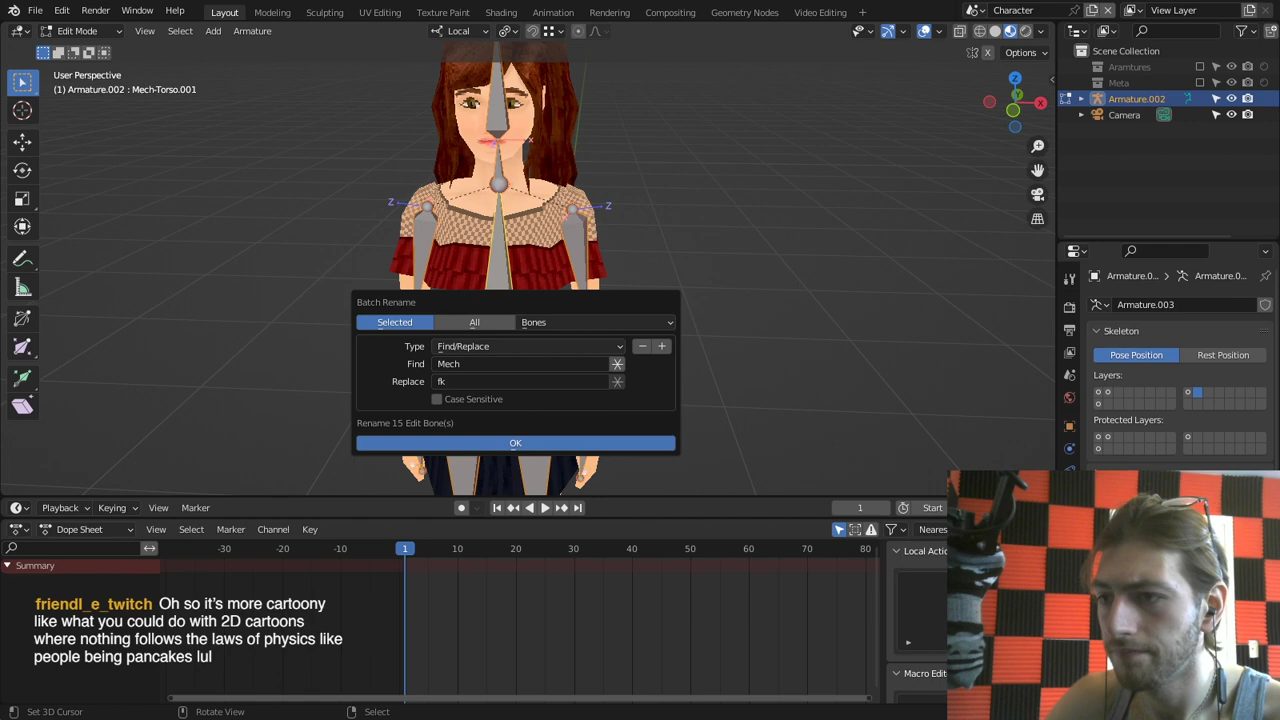 File Edit Render Window Help Layout Modeling Sculpting UV Editing Texture Paint Shading Animation Rendering Compositing Geometry Nodes Video Editing + Character View Layer
Edit Mode View Select Add Armature Local X Options
User Perspective
(1) Armature.002 : Mech-Torso.001
Scene Collection
Aramtures
Meta
Armature.002
Camera
Z
Y
X
Z
Z
x
Batch Rename
Selected All Bones
Type Find/Replace
Find Mech
Replace fk
Case Sensitive
Rename 15 Edit Bone(s)
OK
Armature.0... Armature.0...
Armature.003
Skeleton
Pose Position Rest Position
Layers:
Protected Layers:
Playback Keying View Marker 1 Start
Dope Sheet View Select Marker Channel Key Neares
-30 -20 -10 1 10 20 30 40 50 60 70 80
Summary
Local Actio
Macro Edit
friendl_e_twitch Oh so it's more cartoony
like what you could do with 2D cartoons
where nothing follows the laws of physics like
people being pancakes lul
Set 3D Cursor Rotate View Select